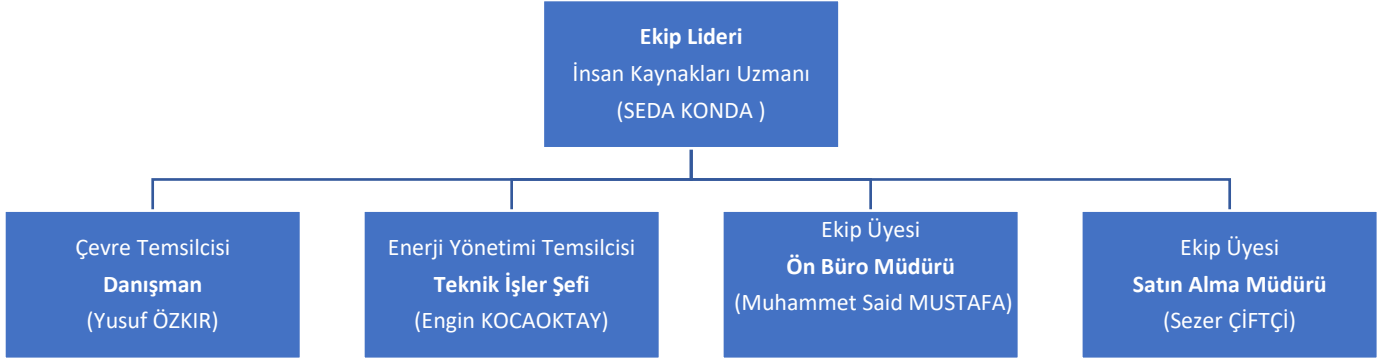 Ekip Lideri
İnsan Kaynakları Uzmanı
(SEDA KONDA )
Çevre Temsilcisi
Danışman
(Yusuf ÖZKIR)
Enerji Yönetimi Temsilcisi
Teknik İşler Şefi
(Engin KOCAOKTAY)
Ekip Üyesi
Ön Büro Müdürü
(Muhammet Said MUSTAFA)
Ekip Üyesi
Satın Alma Müdürü
(Sezer ÇİFTÇİ)